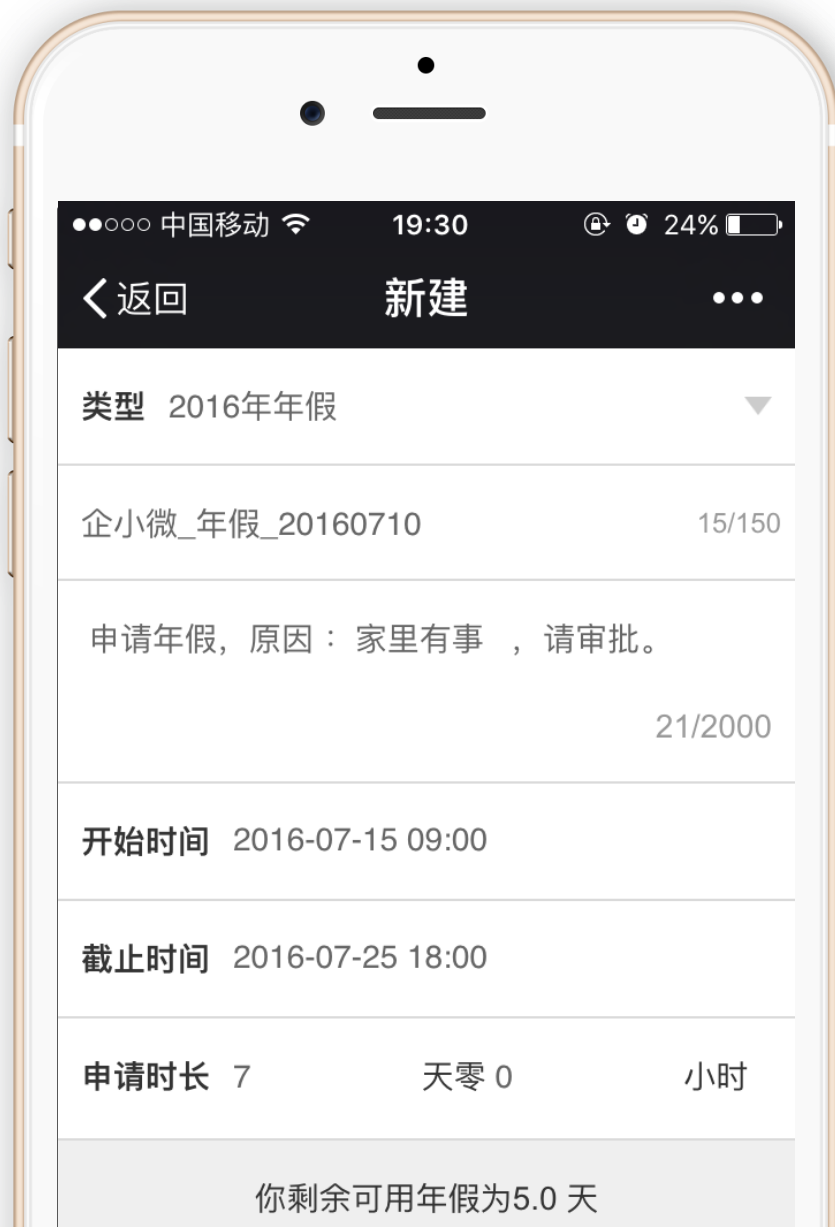 中国移动 19:30 24%
返回 新建
类型 2016年年假
企小微_年假_20160710 15/150
申请年假，原因： 家里有事 ，请审批。
21/2000
开始时间 2016-07-15 09:00
截止时间 2016-07-25 18:00
申请时长 7 天零 0 小时
你剩余可用年假为5.0 天